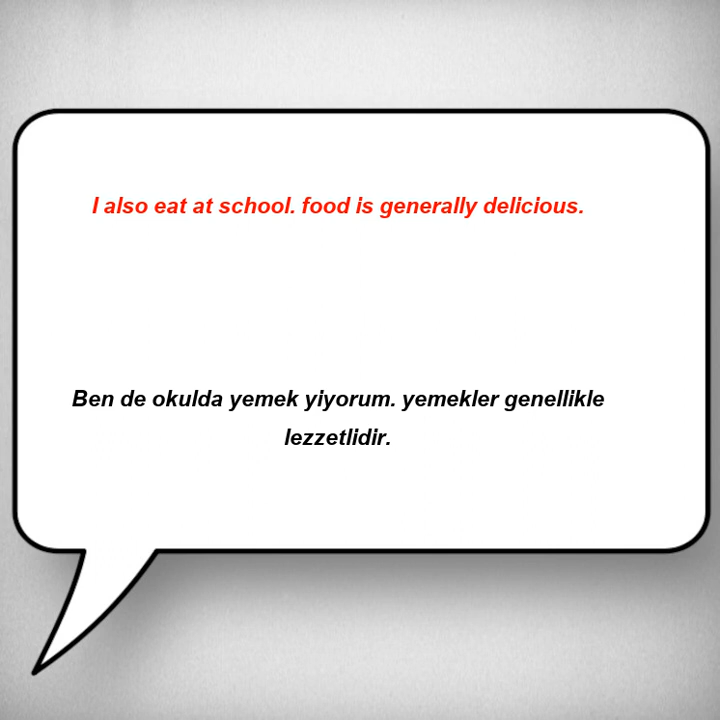 I also eat at school. food is generally delicious.
Ben de okulda yemek yiyorum. yemekler genellikle
lezzetlidir.